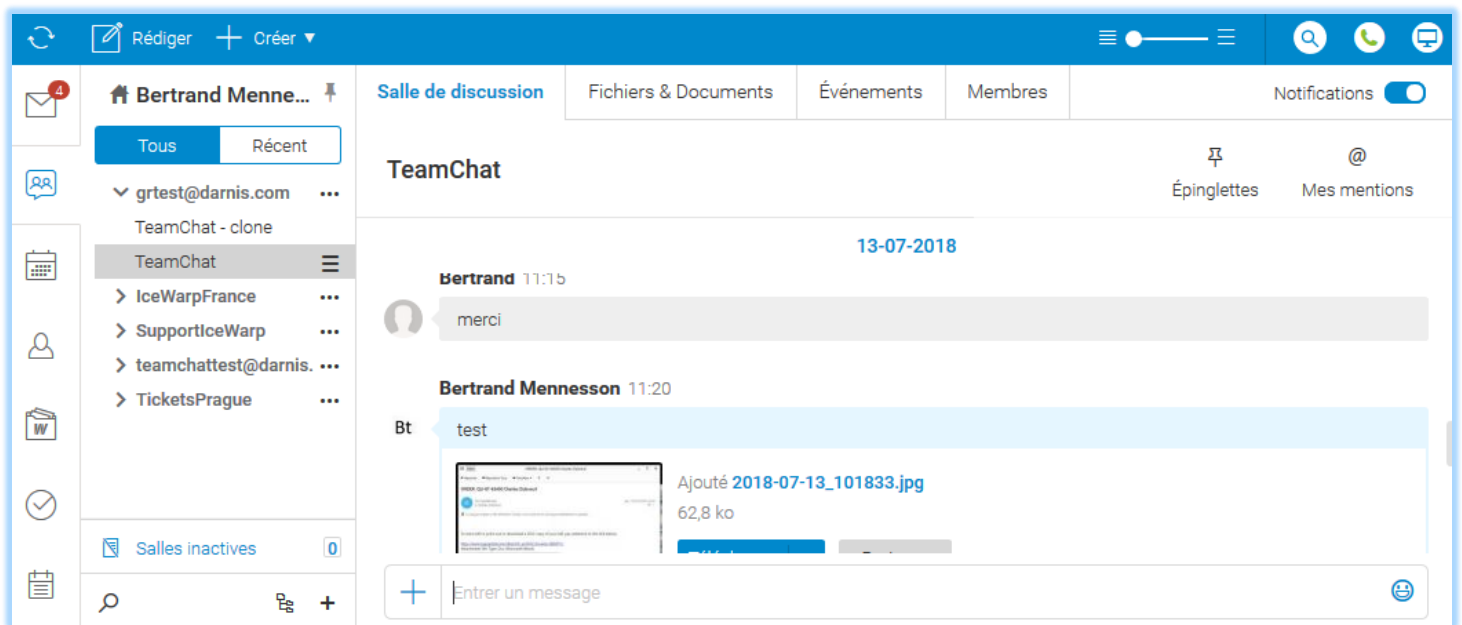 Rédiger Créer ▼
4
Bertrand Menne...
Salle de discussion Fichiers & Documents Événements Membres Notifications
Tous Récent
TeamChat
Épinglettes @ Mes mentions
grtest@darnis.com •••
TeamChat - clone
TeamChat
IceWarpFrance •••
SupportIceWarp •••
teamchattest@darnis. •••
TicketsPrague •••
Salles inactives 0
13-07-2018
Bertrand 11:15
merci
Bertrand Mennesson 11:20
Bt
test
Ajouté 2018-07-13_101833.jpg
62,8 ko
Entrer un message
W